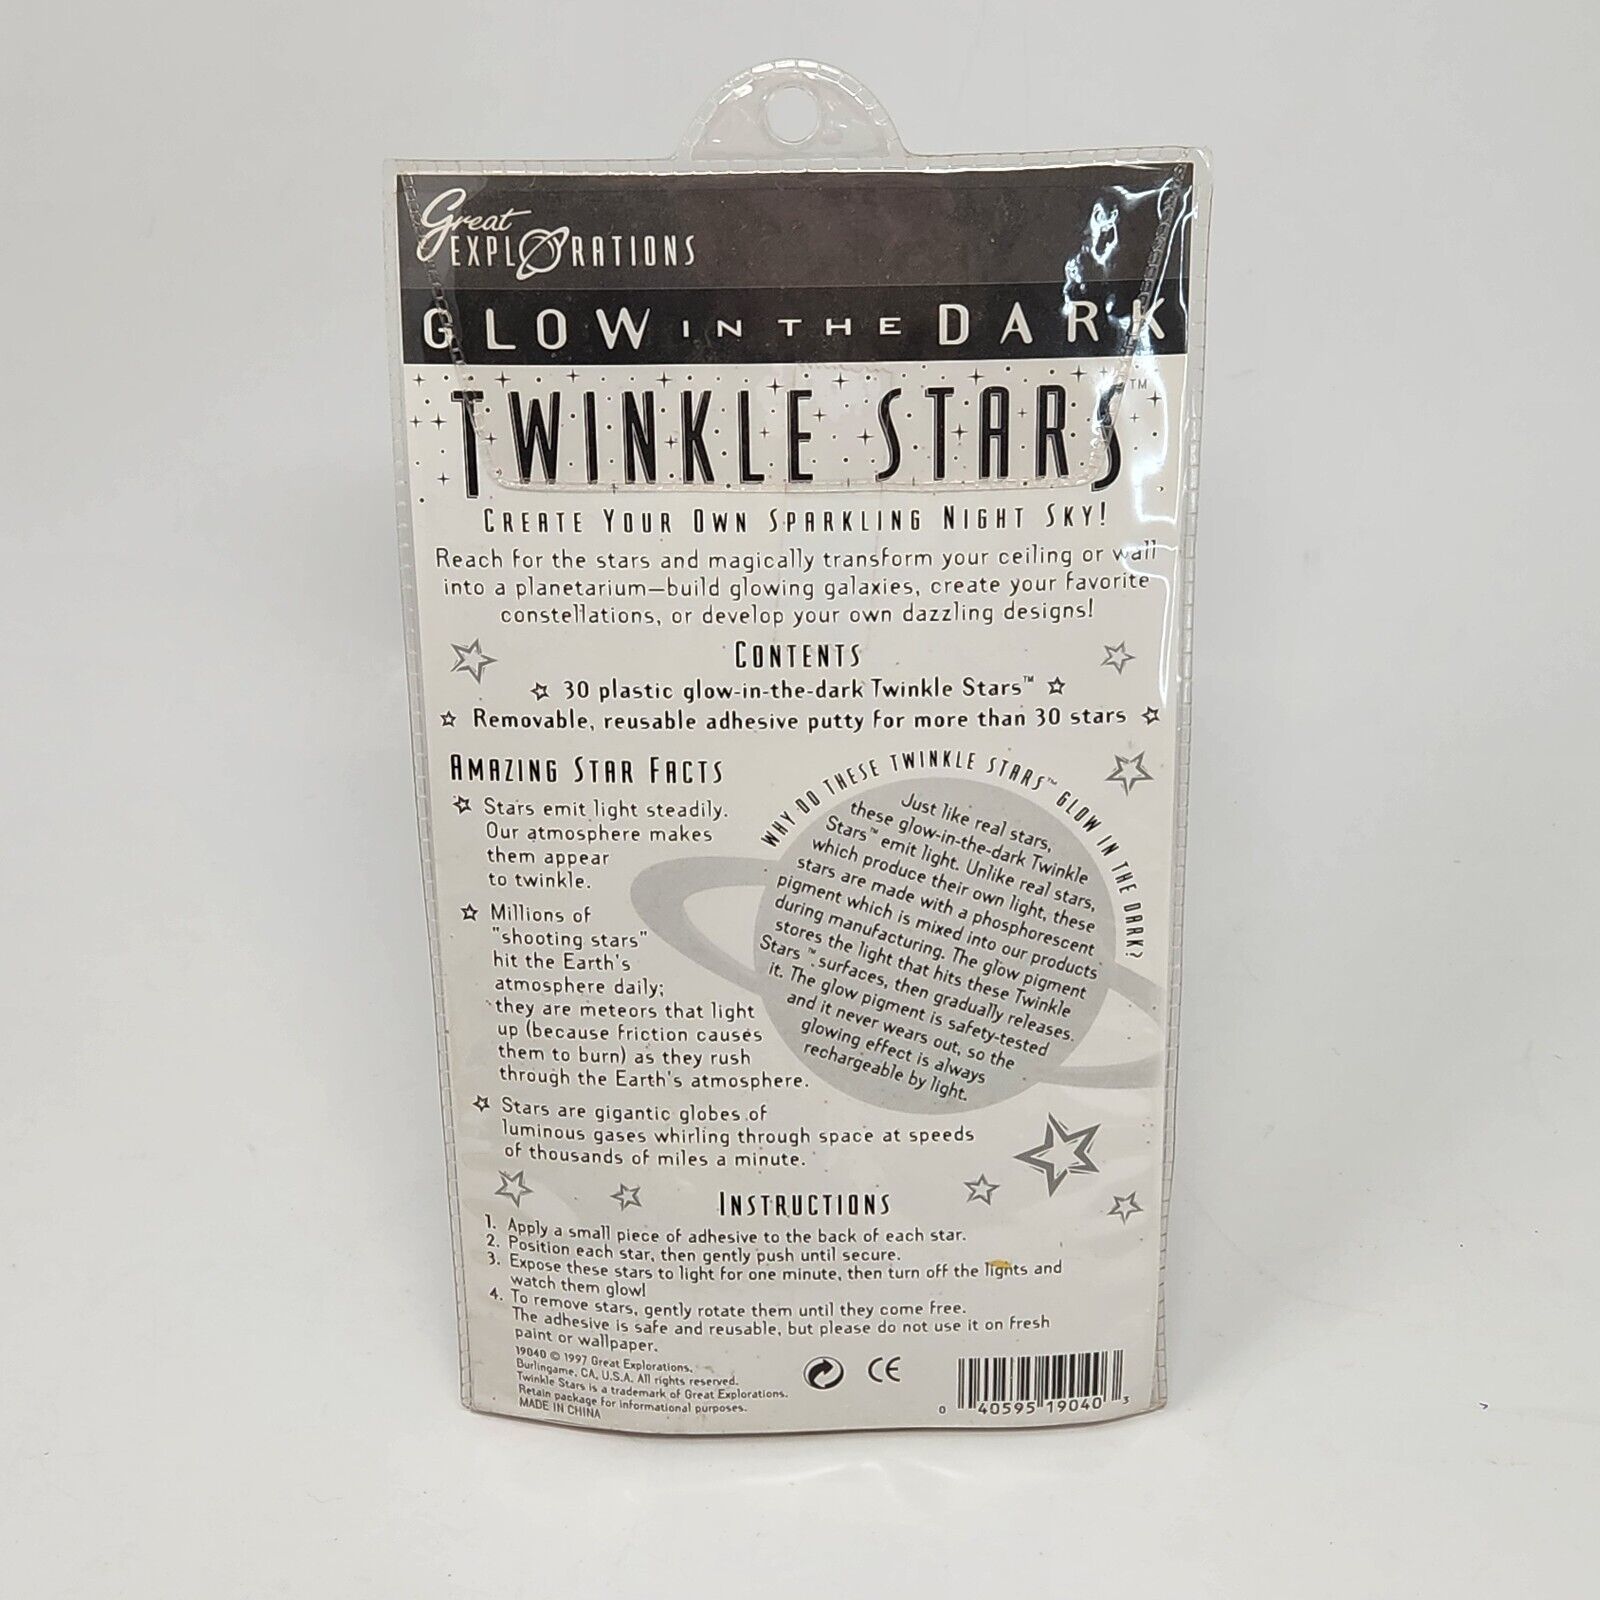 Great
EXPLORATIONS
GLOW IN THE DARK
TWINKLE STARS™
CREATE YOUR OWN SPARKLING NIGHT SKY!
Reach for the stars and magically transform your ceiling or wall
into a planetarium—build glowing galaxies, create your favorite
constellations, or develop your own dazzling designs!
CONTENTS
30 plastic glow-in-the-dark Twinkle Stars™
Removable, reusable adhesive putty for more than 30 stars
AMAZING STAR FACTS
Stars emit light steadily.
Our atmosphere makes
them appear
to twinkle.
Millions of
"shooting stars"
hit the Earth's
atmosphere daily;
they are meteors that light
up (because friction causes
them to burn) as they rush
through the Earth's atmosphere.
Stars are gigantic globes of
luminous gases whirling through space at speeds
of thousands of miles a minute.
WHY DO THESE TWINKLE STARS™ GLOW IN THE DARK?
Just like real stars,
these glow-in-the-dark Twinkle
Stars™ emit light. Unlike real stars,
which produce their own light, these
stars are made with a phosphorescent
pigment which is mixed into our products
during manufacturing. The glow pigment
stores the light that hits these Twinkle
Stars™ surfaces, then gradually releases
it. The glow pigment is safety-tested
and it never wears out, so the
glowing effect is always
rechargeable by light.
INSTRUCTIONS
1. Apply a small piece of adhesive to the back of each star.
2. Position each star, then gently push until secure.
3. Expose these stars to light for one minute, then turn off the lights and
watch them glow!
4. To remove stars, gently rotate them until they come free.
The adhesive is safe and reusable, but please do not use it on fresh
paint or wallpaper.
19040 © 1997 Great Explorations.
Burlingame, CA, U.S.A. All rights reserved.
Twinkle Stars is a trademark of Great Explorations.
Retain package for informational purposes.
MADE IN CHINA
CE
0 40595 19040 3